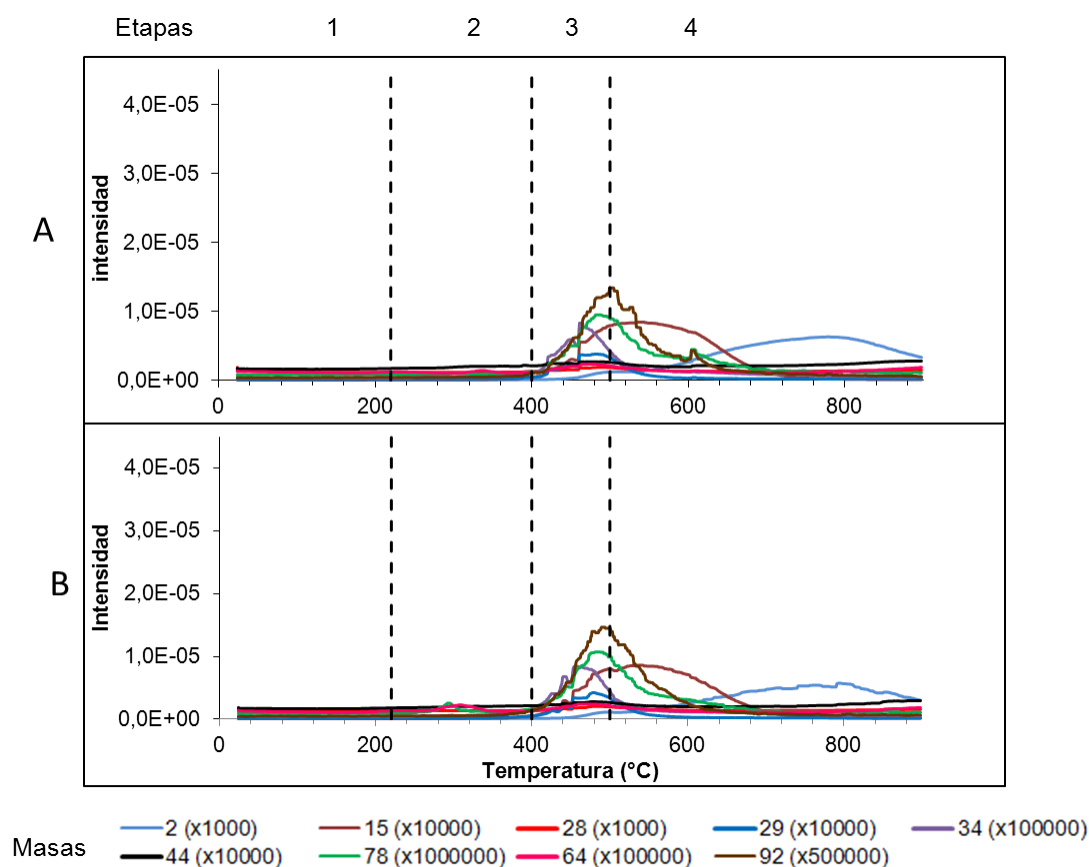 Etapas 1 2 3 4
A
intensidad
4,0E-05
3,0E-05
2,0E-05
1,0E-05
0,0E+00
0 200 400 600 800
B
Intensidad
4,0E-05
3,0E-05
2,0E-05
1,0E-05
0,0E+00
0 200 400 600 800
Temperatura (°C)
Masas
2 (x1000) 15 (x10000) 28 (x1000) 29 (x10000) 34 (x100000)
44 (x10000) 78 (x1000000) 64 (x100000) 92 (x500000)